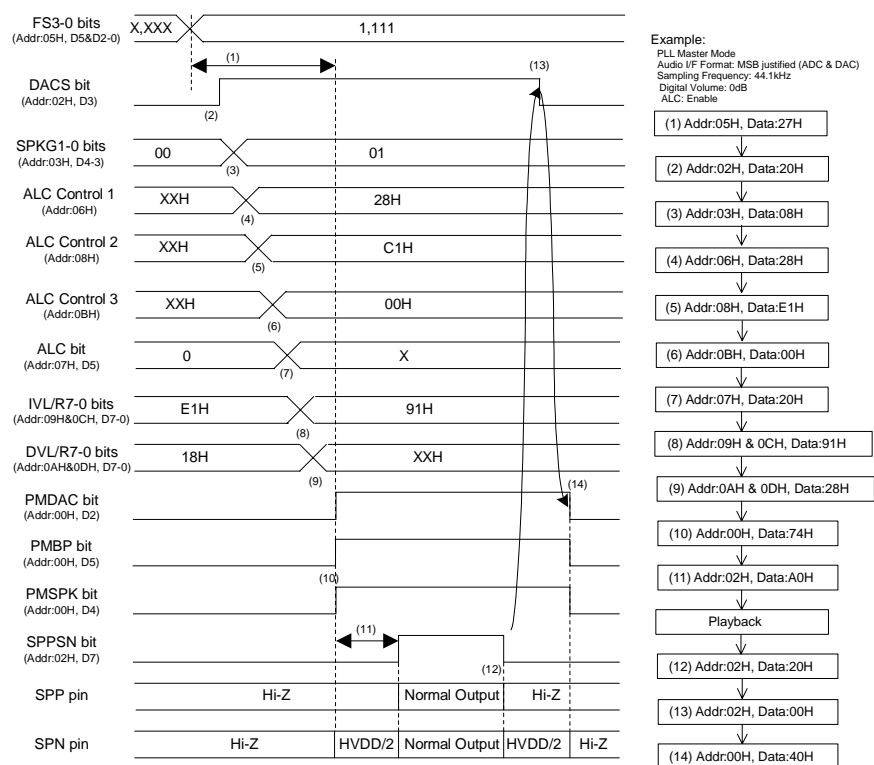 FS3-0 bits
(Addr:05H, D5&D2-0)
X,XXX
1,111
(1)
(13)
DACS bit
(Addr:02H, D3)
(2)
SPKG1-0 bits
(Addr:03H, D4-3)
00
01
(3)
ALC Control 1
(Addr:06H)
XXH
28H
(4)
ALC Control 2
(Addr:08H)
XXH
C1H
(5)
ALC Control 3
(Addr:0BH)
XXH
00H
(6)
ALC bit
(Addr:07H, D5)
0
X
(7)
IVL/R7-0 bits
(Addr:09H&0CH, D7-0)
E1H
91H
(8)
DVL/R7-0 bits
(Addr:0AH&0DH, D7-0)
18H
XXH
(9)
(14)
PMDAC bit
(Addr:00H, D2)
PMBP bit
(Addr:00H, D5)
(10)
PMSPK bit
(Addr:00H, D4)
(11)
SPPSN bit
(Addr:02H, D7)
(12)
SPP pin
Hi-Z
Normal Output
Hi-Z
SPN pin
Hi-Z
HVDD/2
Normal Output
HVDD/2
Hi-Z
Example:
PLL Master Mode
Audio I/F Format: MSB justified (ADC & DAC)
Sampling Frequency: 44.1kHz
Digital Volume: 0dB
ALC: Enable
(1) Addr:05H, Data:27H
(2) Addr:02H, Data:20H
(3) Addr:03H, Data:08H
(4) Addr:06H, Data:28H
(5) Addr:08H, Data:E1H
(6) Addr:0BH, Data:00H
(7) Addr:07H, Data:20H
(8) Addr:09H & 0CH, Data:91H
(9) Addr:0AH & 0DH, Data:28H
(10) Addr:00H, Data:74H
(11) Addr:02H, Data:A0H
Playback
(12) Addr:02H, Data:20H
(13) Addr:02H, Data:00H
(14) Addr:00H, Data:40H